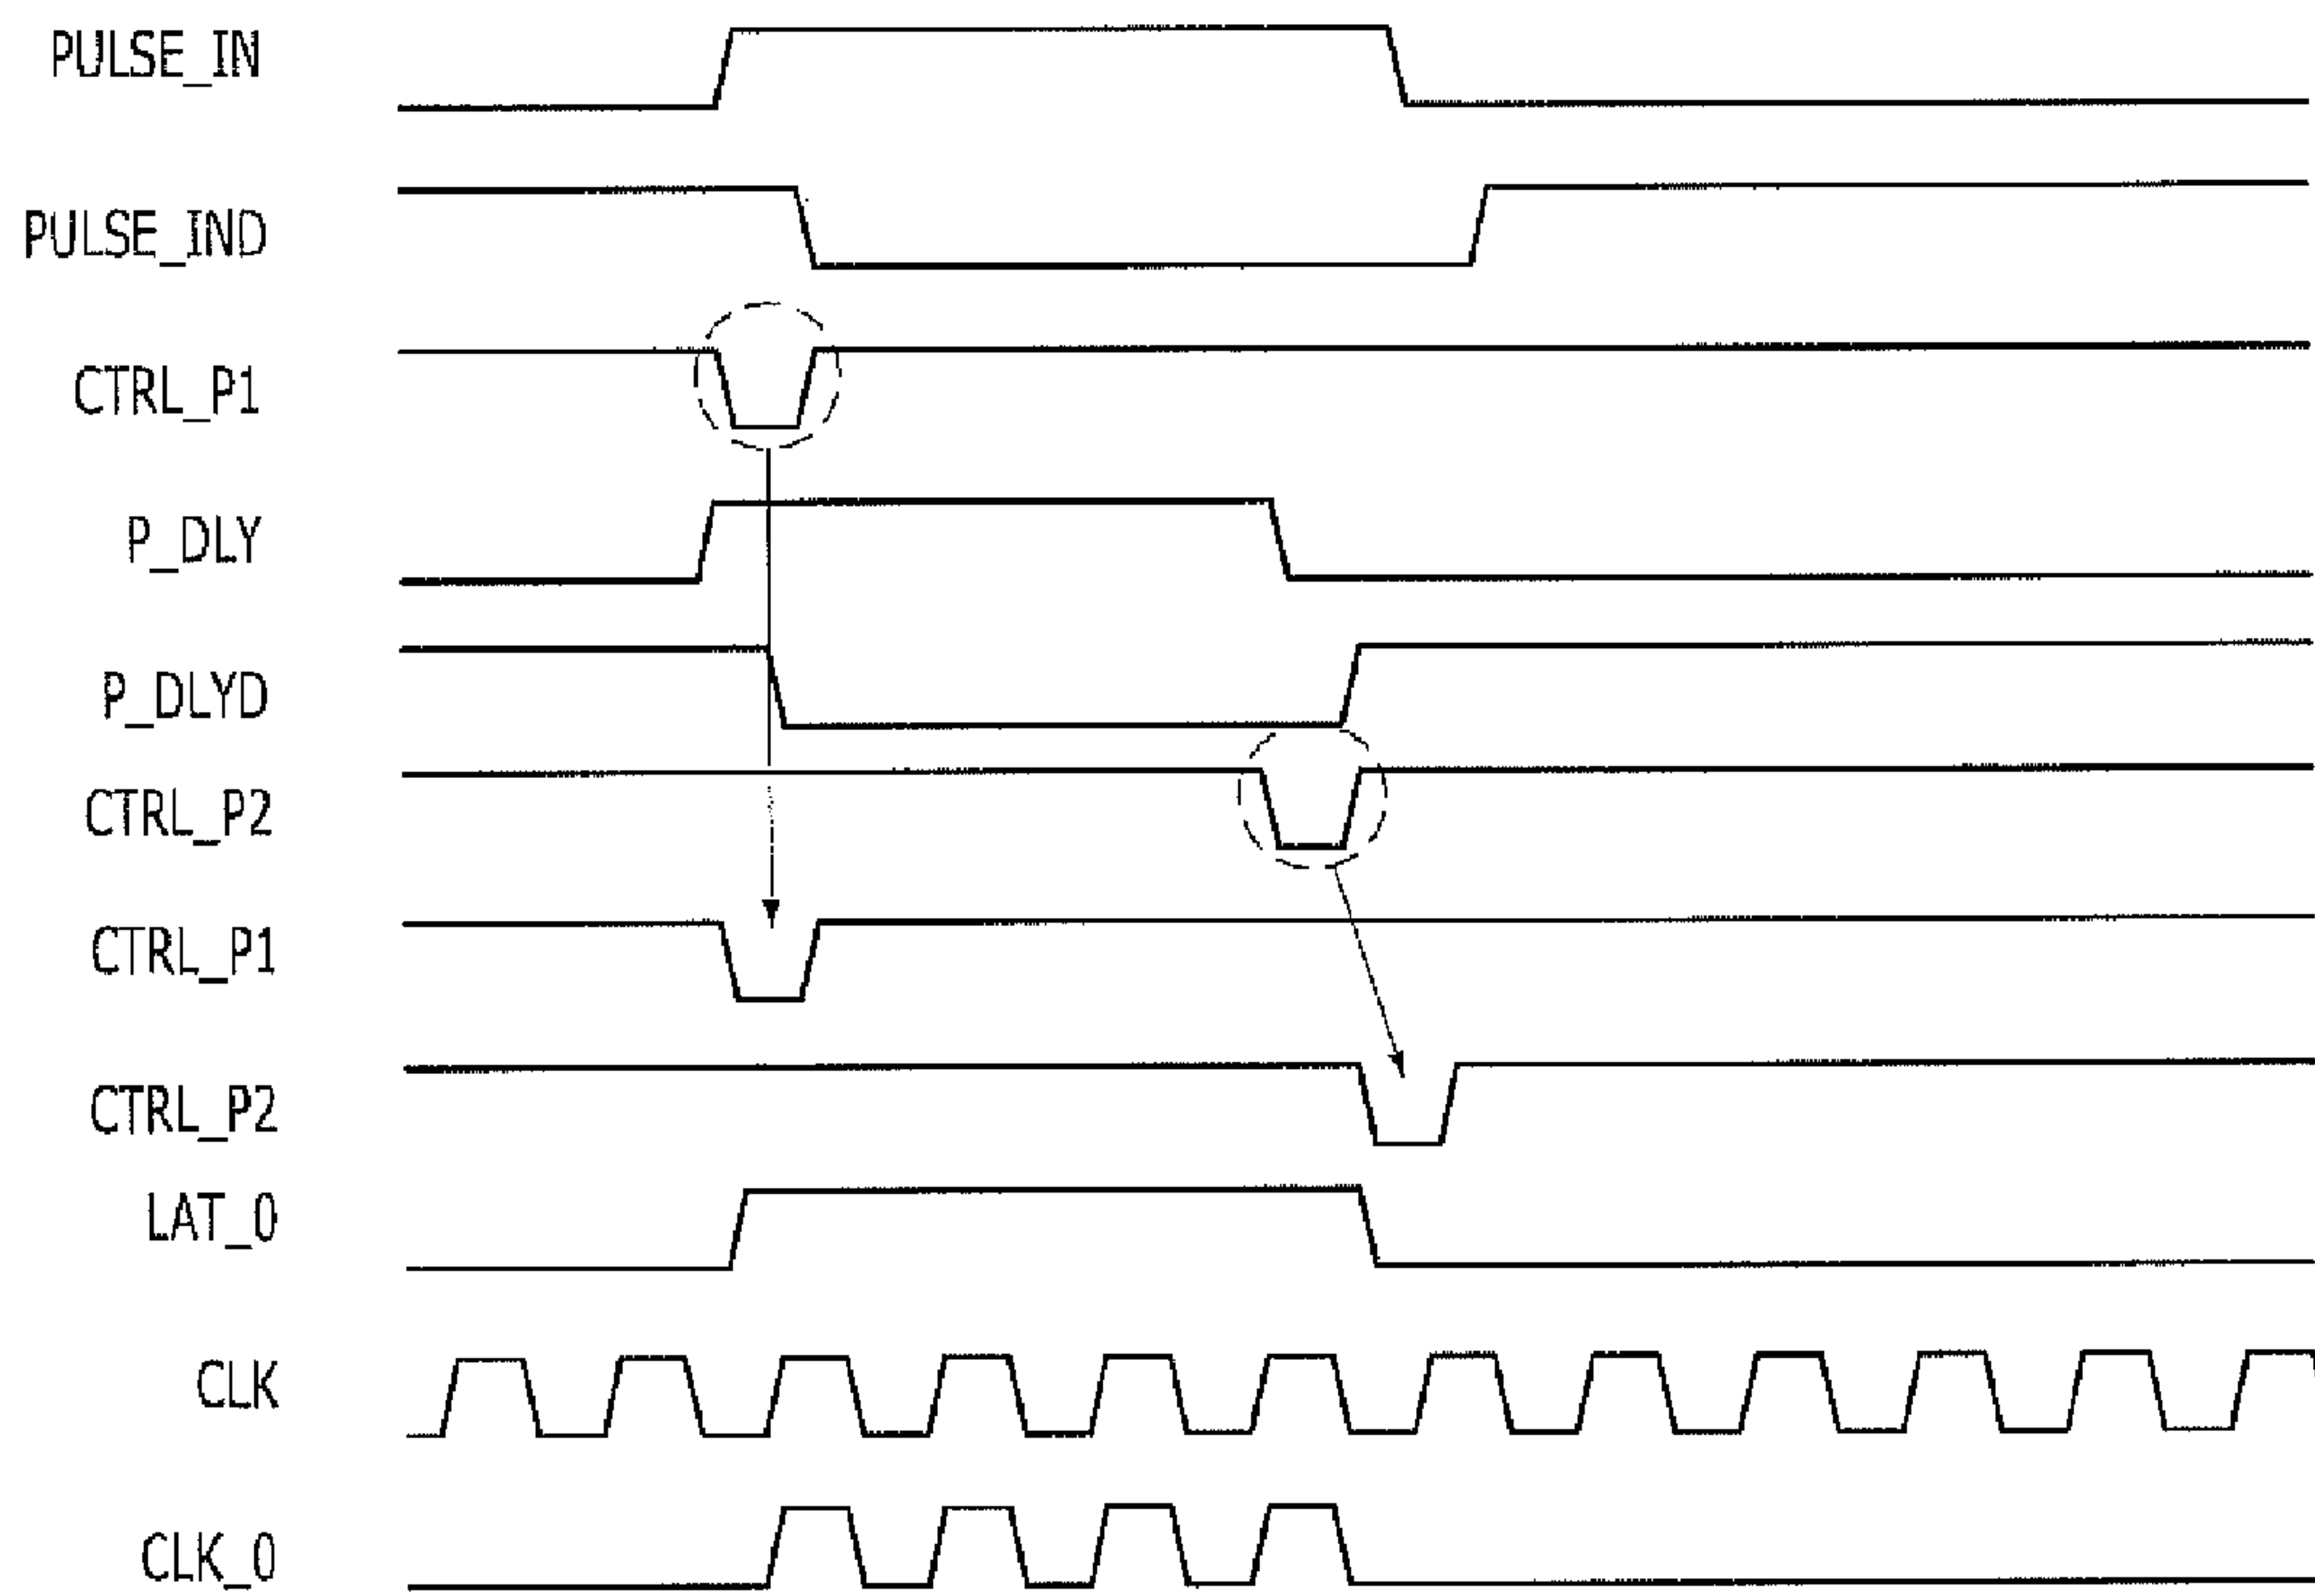 PULSE_IN
PULSE_IND
CTRL_P1
P_DLY
P_DLYD
CTRL_P2
CTRL_P1
CTRL_P2
LAT_0
CLK
CLK_0